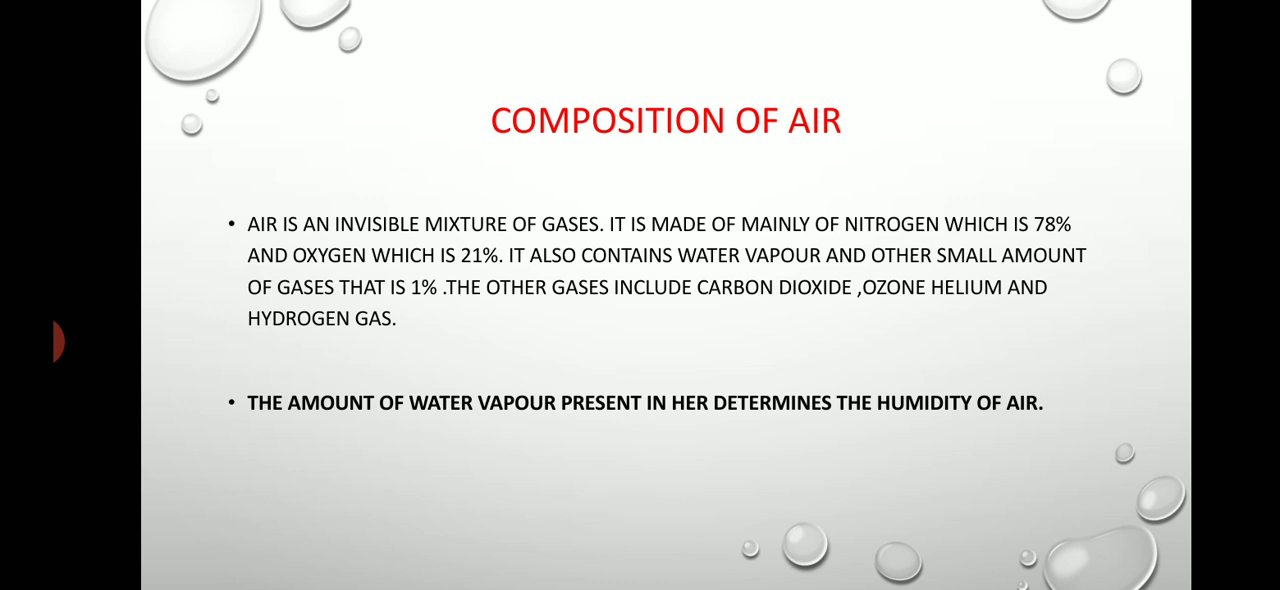 COMPOSITION OF AIR
• AIR IS AN INVISIBLE MIXTURE OF GASES. IT IS MADE OF MAINLY OF NITROGEN WHICH IS 78%
AND OXYGEN WHICH IS 21%. IT ALSO CONTAINS WATER VAPOUR AND OTHER SMALL AMOUNT
OF GASES THAT IS 1% .THE OTHER GASES INCLUDE CARBON DIOXIDE ,OZONE HELIUM AND
HYDROGEN GAS.
• THE AMOUNT OF WATER VAPOUR PRESENT IN HER DETERMINES THE HUMIDITY OF AIR.